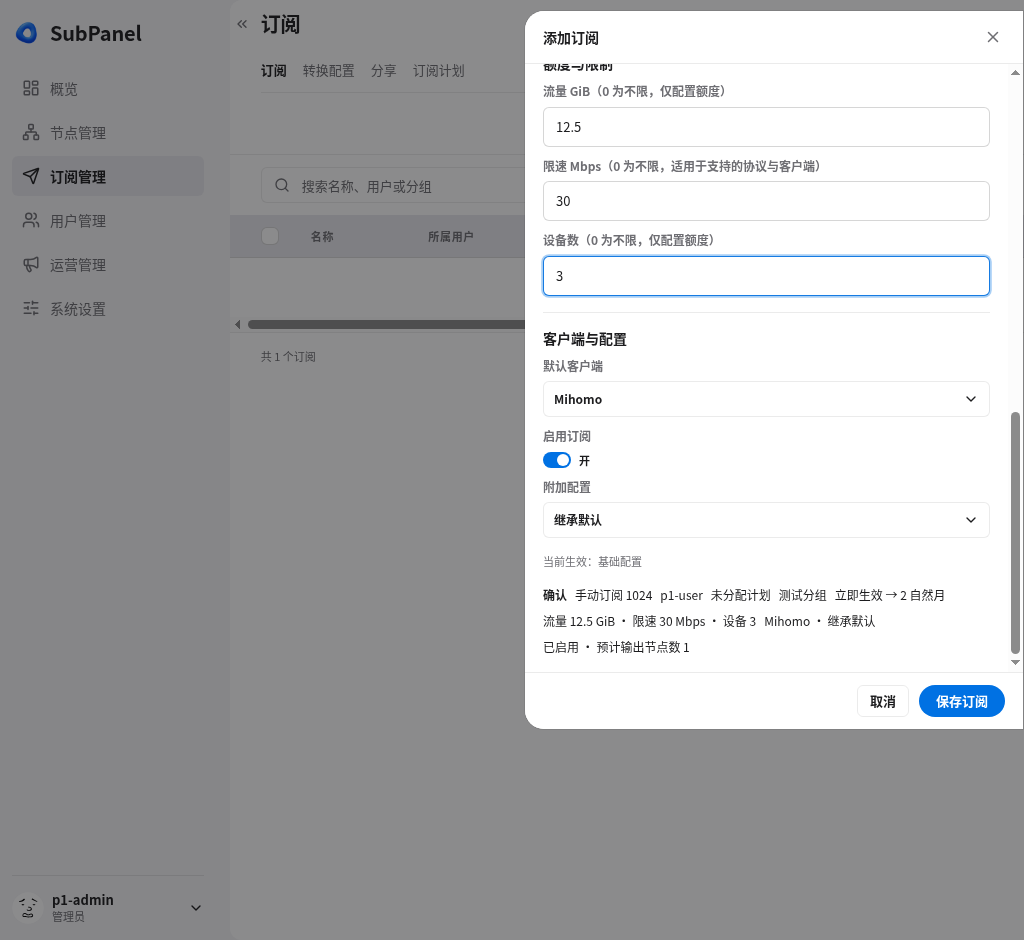 SubPanel
概览
节点管理
订阅管理
用户管理
运营管理
系统设置
p1-admin
管理员
订阅
订阅 转换配置 分享 订阅计划
搜索名称、用户或分组
名称 所属用户
共 1 个订阅
添加订阅
额度与限制
流量 GiB（0 为不限，仅配置额度）
12.5
限速 Mbps（0 为不限，适用于支持的协议与客户端）
30
设备数（0 为不限，仅配置额度）
3
客户端与配置
默认客户端
Mihomo
启用订阅
开
附加配置
继承默认
当前生效：基础配置
确认 手动订阅 1024 p1-user 未分配计划 测试分组 立即生效 → 2 自然月
流量 12.5 GiB · 限速 30 Mbps · 设备 3 Mihomo · 继承默认
已启用 · 预计输出节点数 1
取消 保存订阅